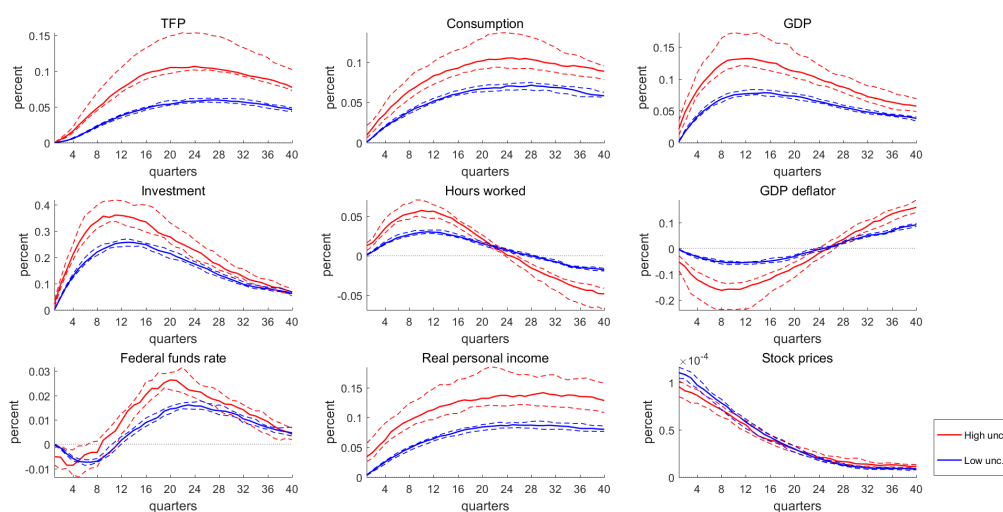 TFP
Consumption
GDP
percent
0.15
0.1
0.05
0
4 8 12 16 20 24 28 32 36 40
quarters
percent
0.1
0.05
0
4 8 12 16 20 24 28 32 36 40
quarters
percent
0.15
0.1
0.05
0
4 8 12 16 20 24 28 32 36 40
quarters
Investment
Hours worked
GDP deflator
percent
0.4
0.3
0.2
0.1
0
4 8 12 16 20 24 28 32 36 40
quarters
percent
0.05
0
-0.05
4 8 12 16 20 24 28 32 36 40
quarters
percent
0.1
0
-0.1
-0.2
4 8 12 16 20 24 28 32 36 40
quarters
Federal funds rate
Real personal income
Stock prices
percent
0.03
0.02
0.01
0
-0.01
4 8 12 16 20 24 28 32 36 40
quarters
percent
0.15
0.1
0.05
0
4 8 12 16 20 24 28 32 36 40
quarters
×10⁻⁴
percent
1
0.5
0
4 8 12 16 20 24 28 32 36 40
quarters
High unc.
Low unc.